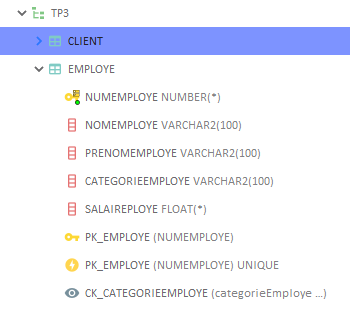 TP3
CLIENT
EMPLOYE
NUMEMPLOYE NUMBER(*)
NOMEMPLOYE VARCHAR2(100)
PRENOMEMPLOYE VARCHAR2(100)
CATEGORIEEMPLOYE VARCHAR2(100)
SALAIREPLOYE FLOAT(*)
PK_EMPLOYE (NUMEMPLOYE)
PK_EMPLOYE (NUMEMPLOYE) UNIQUE
CK_CATEGORIEEMPLOYE (categorieEmploye ...)